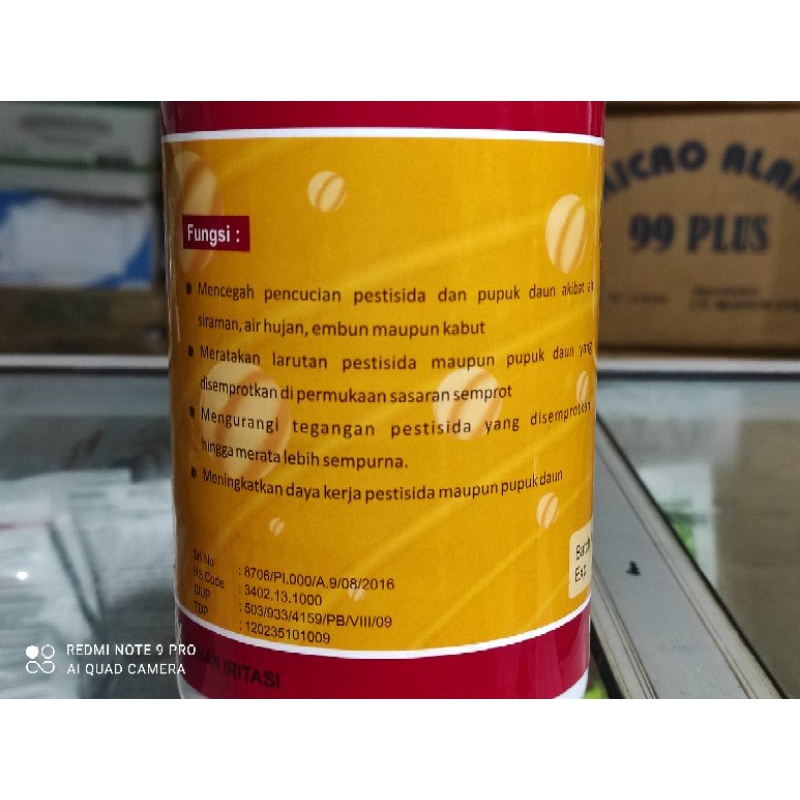 MICRO ALAM
99 PLUS
Fungsi :
• Mencegah pencucian pestisida dan pupuk daun akibat
siraman, air hujan, embun maupun kabut
• Meratakan larutan pestisida maupun pupuk daun yang
disemprotkan di permukaan sasaran semprot
• Mengurangi tegangan pestisida yang disemprotkan
hingga merata lebih sempurna.
• Meningkatkan daya kerja pestisida maupun pupuk daun
SK No : 8706/PI.000/A.9/08/2016
HS Code : 3402.13.1000
SIUP : 503/933/4159/PB/VIII/09
TDP : 120235101009
Batch
Exp
IRITASI
REDMI NOTE 9 PRO
AI QUAD CAMERA